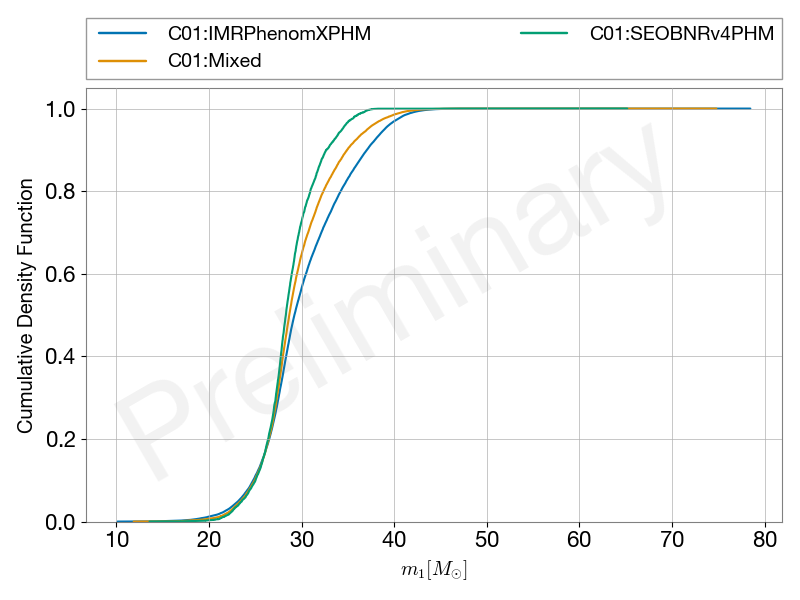 C01:IMRPhenomXPHM
C01:SEOBNRv4PHM
C01:Mixed
1.0
0.8
0.6
0.4
0.2
0.0
Cumulative Density Function
Preliminary
10 20 30 40 50 60 70 80
m₁[M☉]